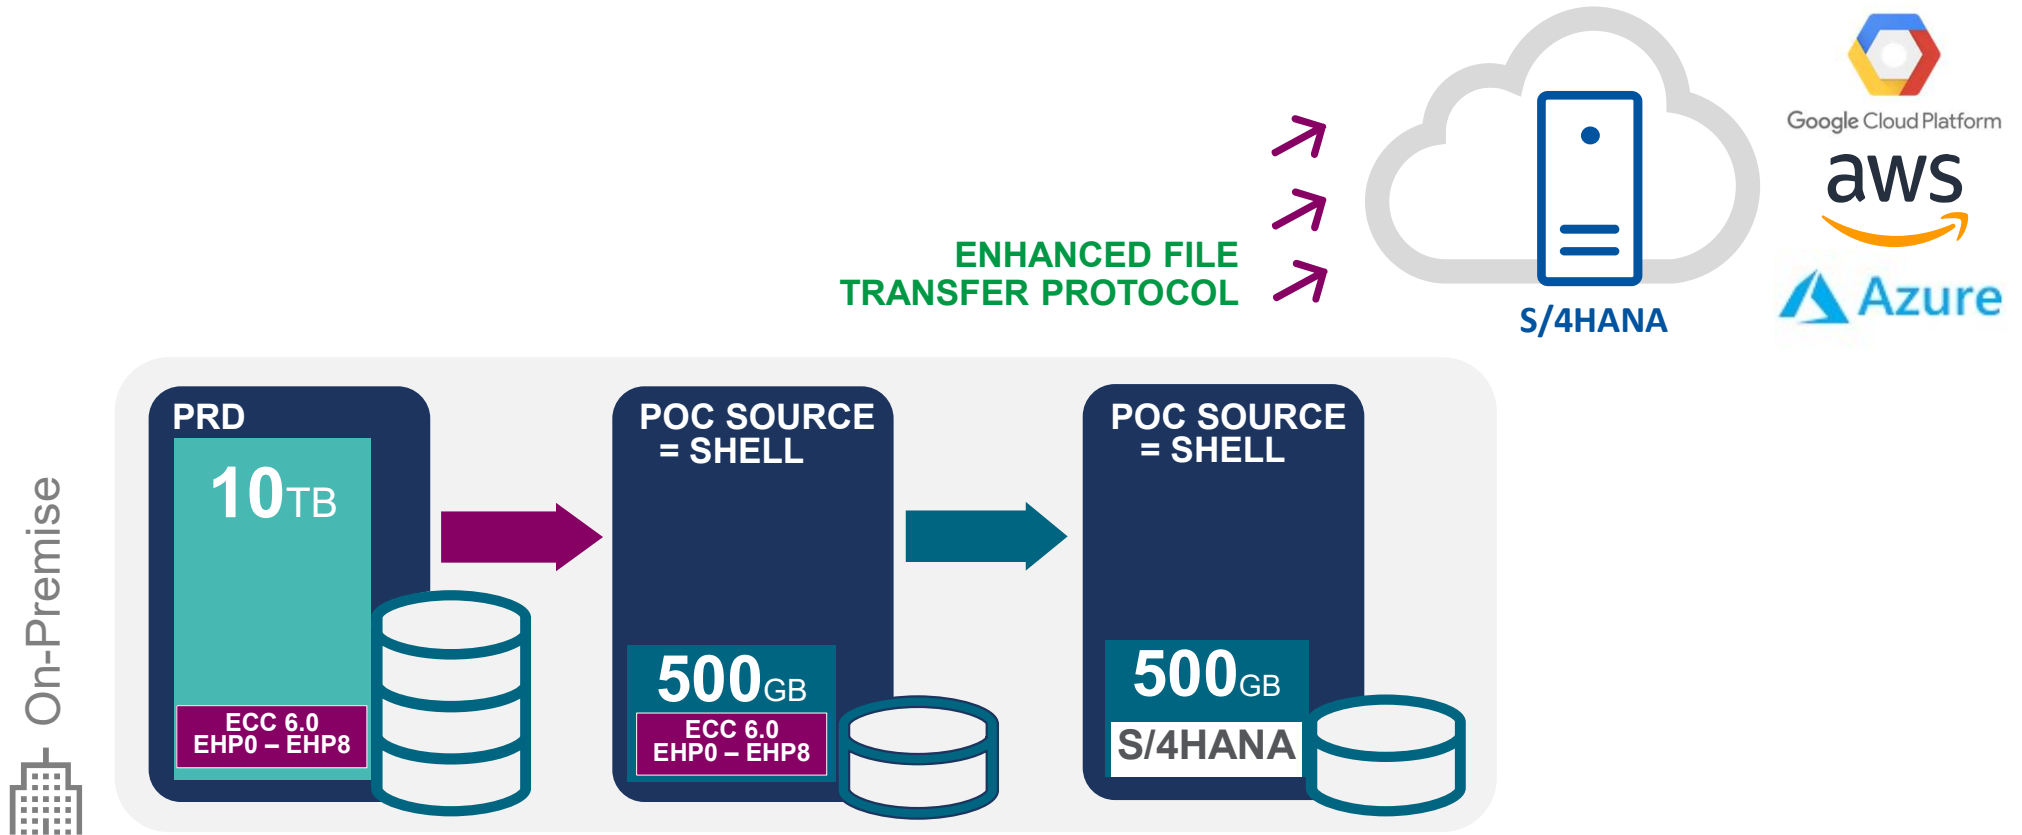 Google Cloud Platform
aws
Azure
ENHANCED FILE
TRANSFER PROTOCOL
S/4HANA
On-Premise
PRD
10TB
ECC 6.0
EHP0 – EHP8
POC SOURCE
= SHELL
500GB
ECC 6.0
EHP0 – EHP8
POC SOURCE
= SHELL
500GB
S/4HANA